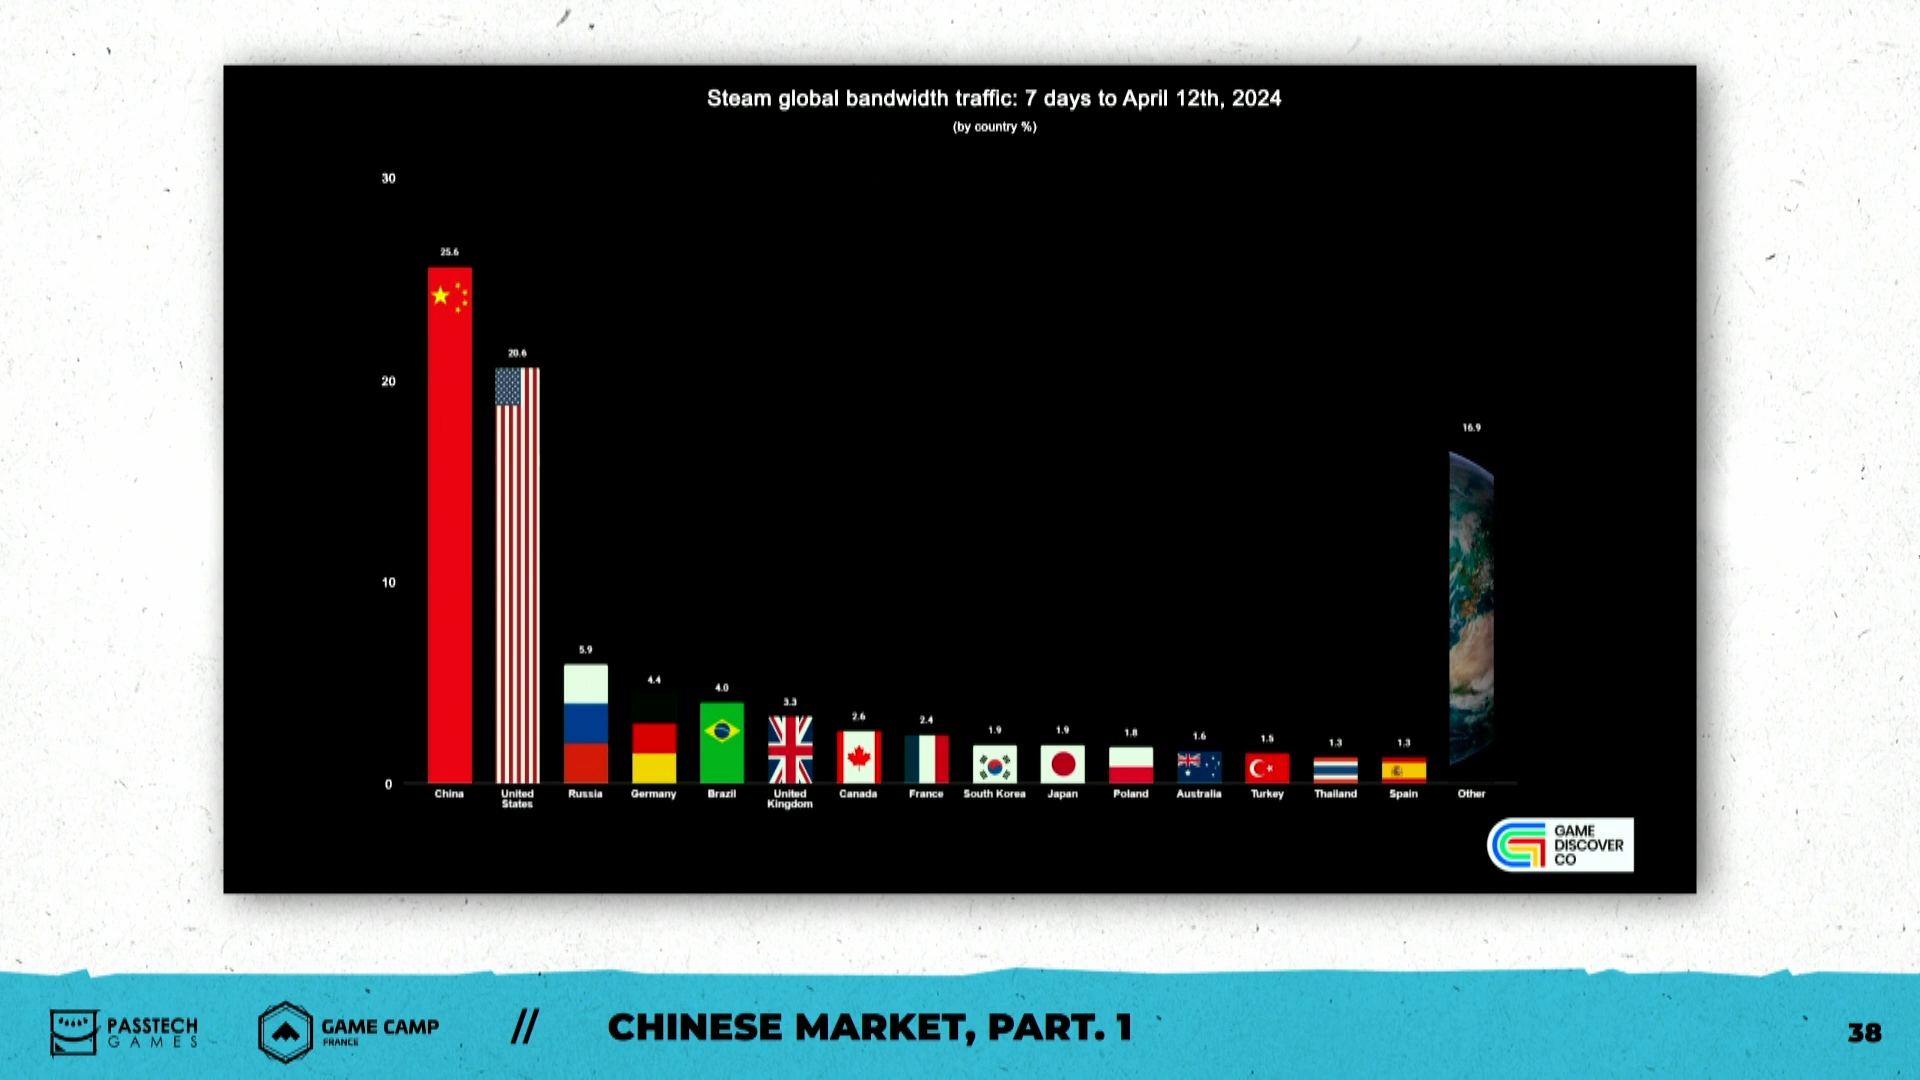 Steam global bandwidth traffic: 7 days to April 12th, 2024
(by country %)
30
20
10
0
25.6
20.6
5.9
4.4
4.0
3.3
2.6
2.4
1.9
1.9
1.8
1.6
1.5
1.3
1.3
16.9
China
United
States
Russia
Germany
Brazil
United
Kingdom
Canada
France
South Korea
Japan
Poland
Australia
Turkey
Thailand
Spain
Other
GAME
DISCOVER
CO
PASSTECH
GAMES
GAME CAMP
FRANCE
//
CHINESE MARKET, PART. 1
38